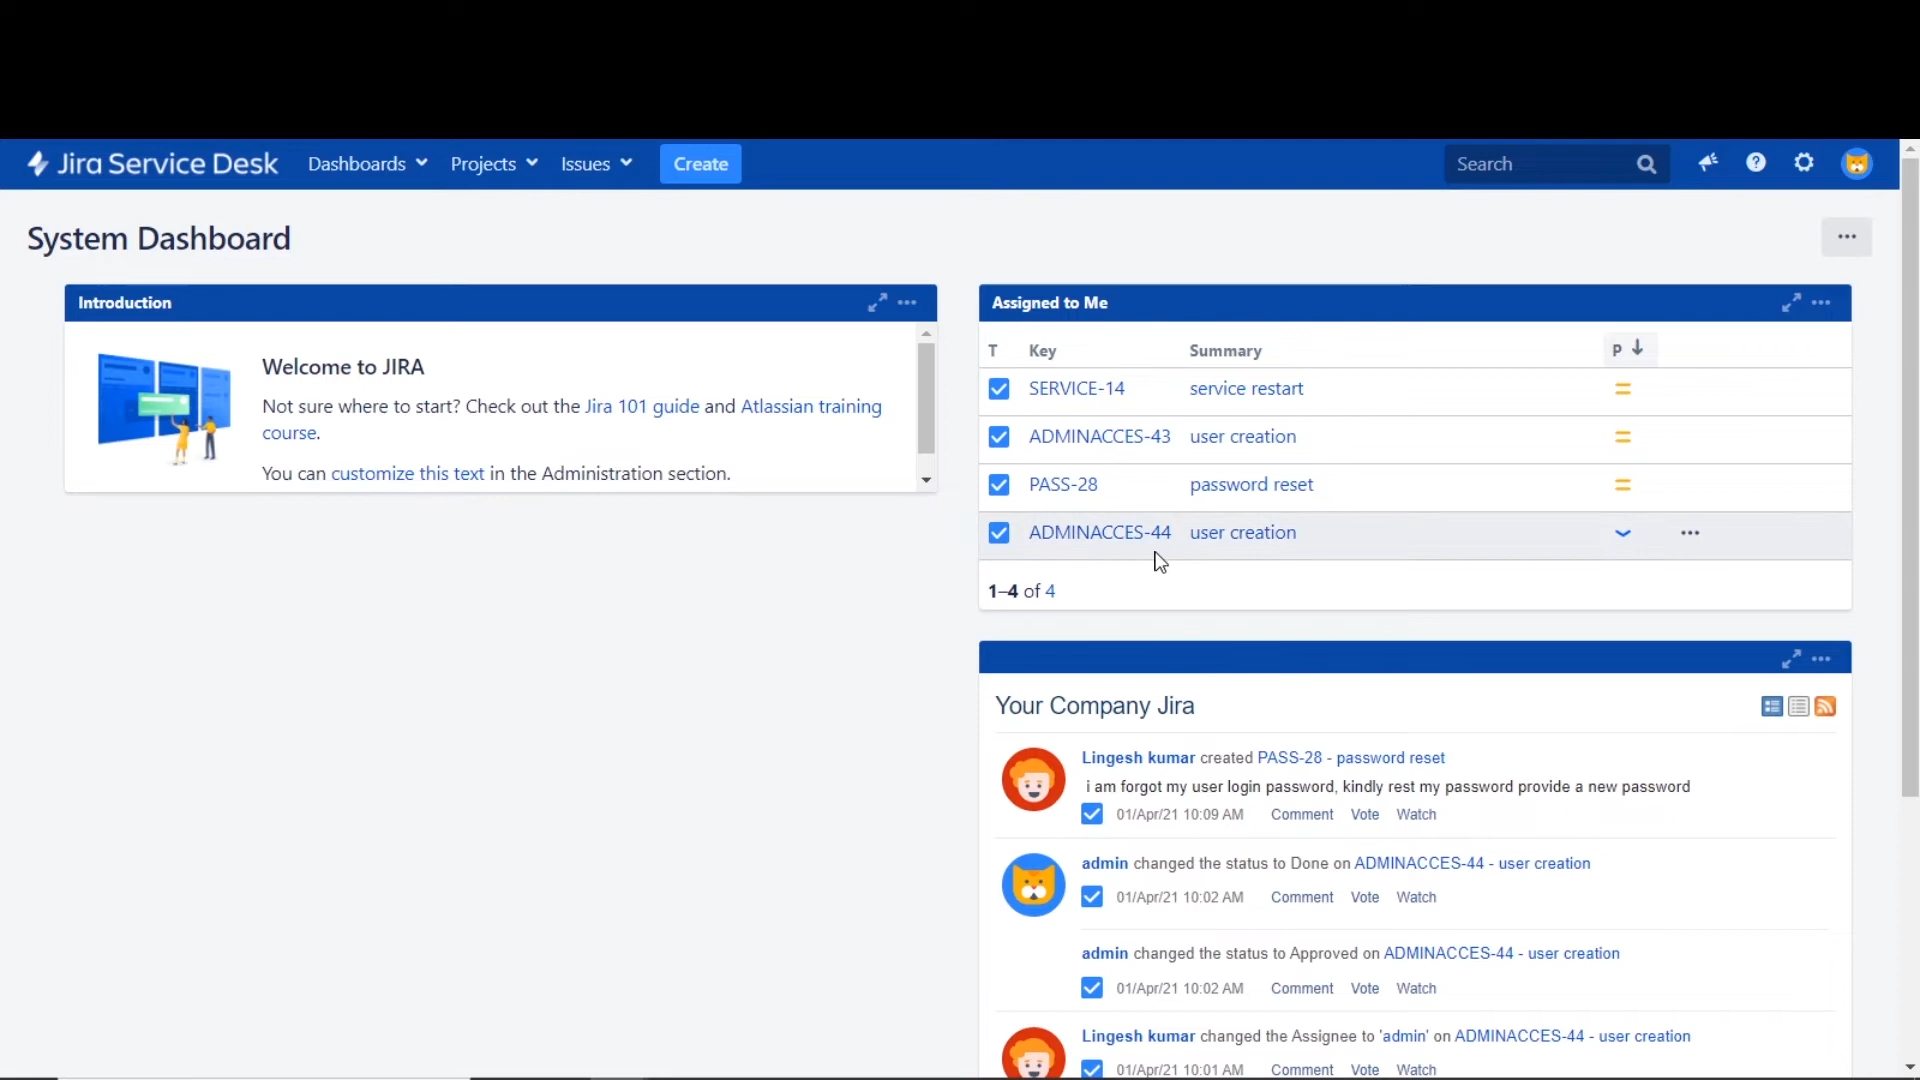 Jira Service Desk Dashboards Projects Issues Create Search
System Dashboard
Introduction
Welcome to JIRA
Not sure where to start? Check out the Jira 101 guide and Atlassian training
course.
You can customize this text in the Administration section.
Assigned to Me
T Key Summary P
SERVICE-14 service restart
ADMINACCES-43 user creation
PASS-28 password reset
ADMINACCES-44 user creation
1–4 of 4
Your Company Jira
Lingesh kumar created PASS-28 - password reset
i am forgot my user login password, kindly rest my password provide a new password
01/Apr/21 10:09 AM Comment Vote Watch
admin changed the status to Done on ADMINACCES-44 - user creation
01/Apr/21 10:02 AM Comment Vote Watch
admin changed the status to Approved on ADMINACCES-44 - user creation
01/Apr/21 10:02 AM Comment Vote Watch
Lingesh kumar changed the Assignee to 'admin' on ADMINACCES-44 - user creation
01/Apr/21 10:01 AM Comment Vote Watch